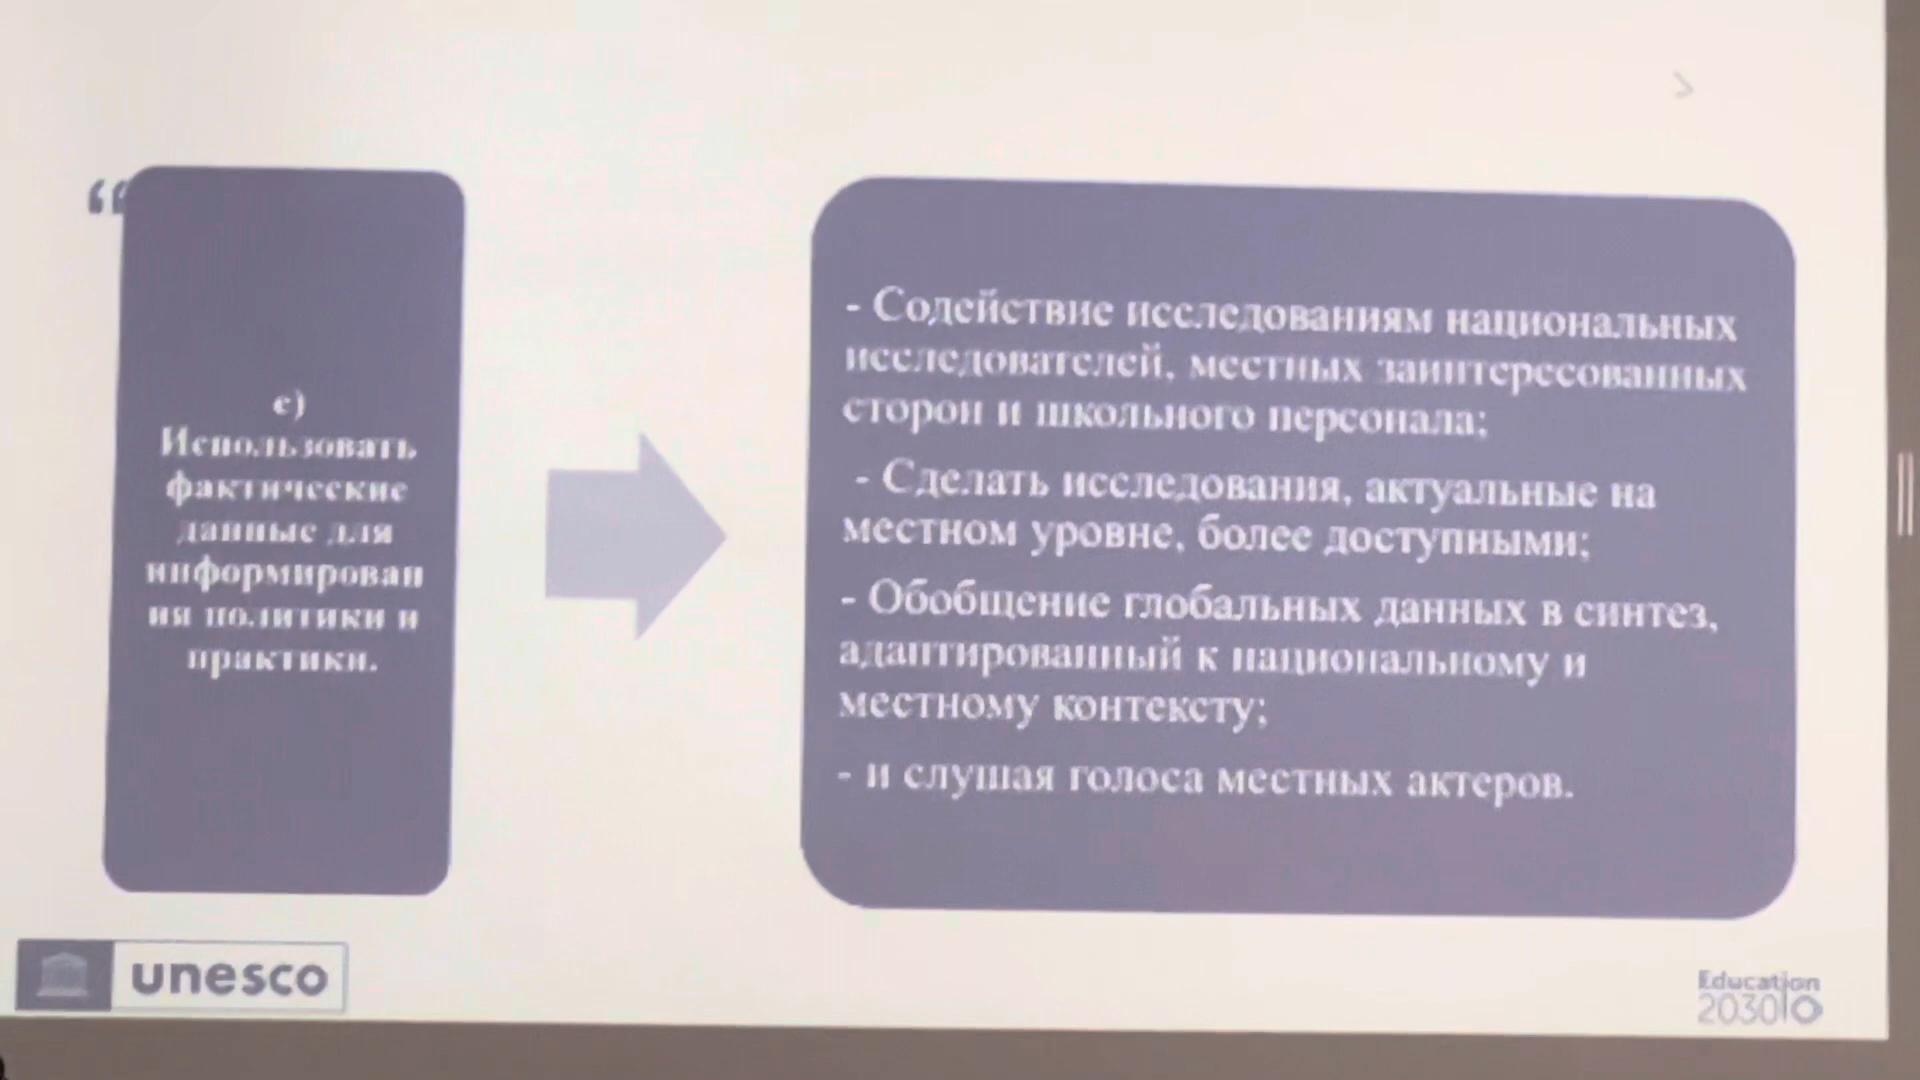 “
е)
Использовать
фактические
данные для
информирован
ия политики и
практики.
- Содействие исследованиям национальных
исследователей, местных заинтересованных
сторон и школьного персонала;
- Сделать исследования, актуальные на
местном уровне, более доступными;
- Обобщение глобальных данных в синтез,
адаптированный к национальному и
местному контексту;
- и слушая голоса местных актеров.
unesco
Education
2030